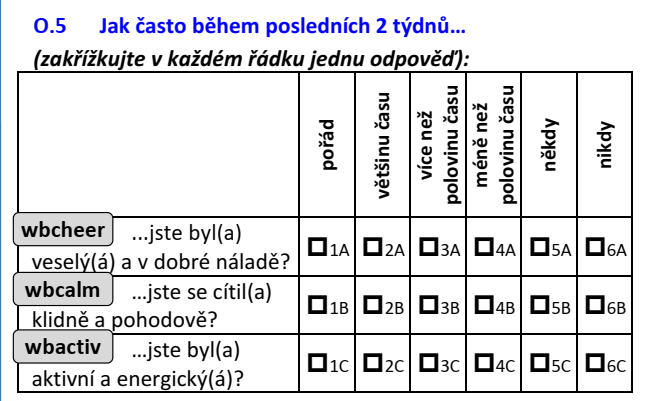 O.5 Jak často během posledních 2 týdnů...
(zakřížkujte v každém řádku jednu odpověď):
pořád
většinu času
více než
polovinu času
méně než
polovinu času
někdy
nikdy
wbcheer ...jste byl(a)
veselý(á) a v dobré náladě?
1A 2A 3A 4A 5A 6A
wbcalm ...jste se cítil(a)
klidně a pohodově?
1B 2B 3B 4B 5B 6B
wbactiv ...jste byl(a)
aktivní a energický(á)?
1C 2C 3C 4C 5C 6C